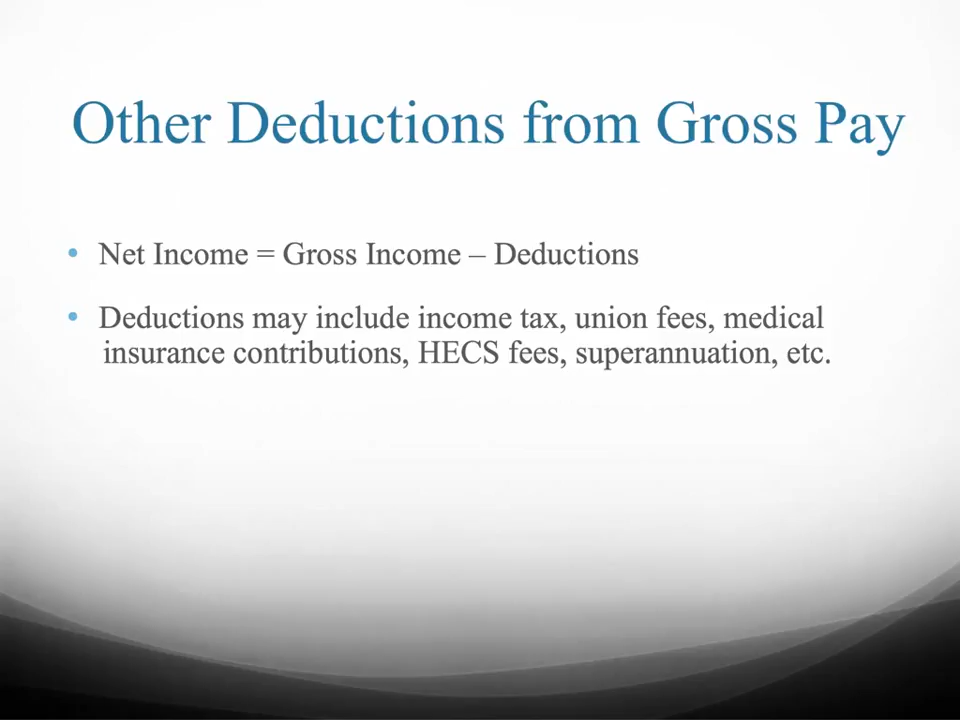 Other Deductions from Gross Pay
• Net Income = Gross Income – Deductions
• Deductions may include income tax, union fees, medical
insurance contributions, HECS fees, superannuation, etc.